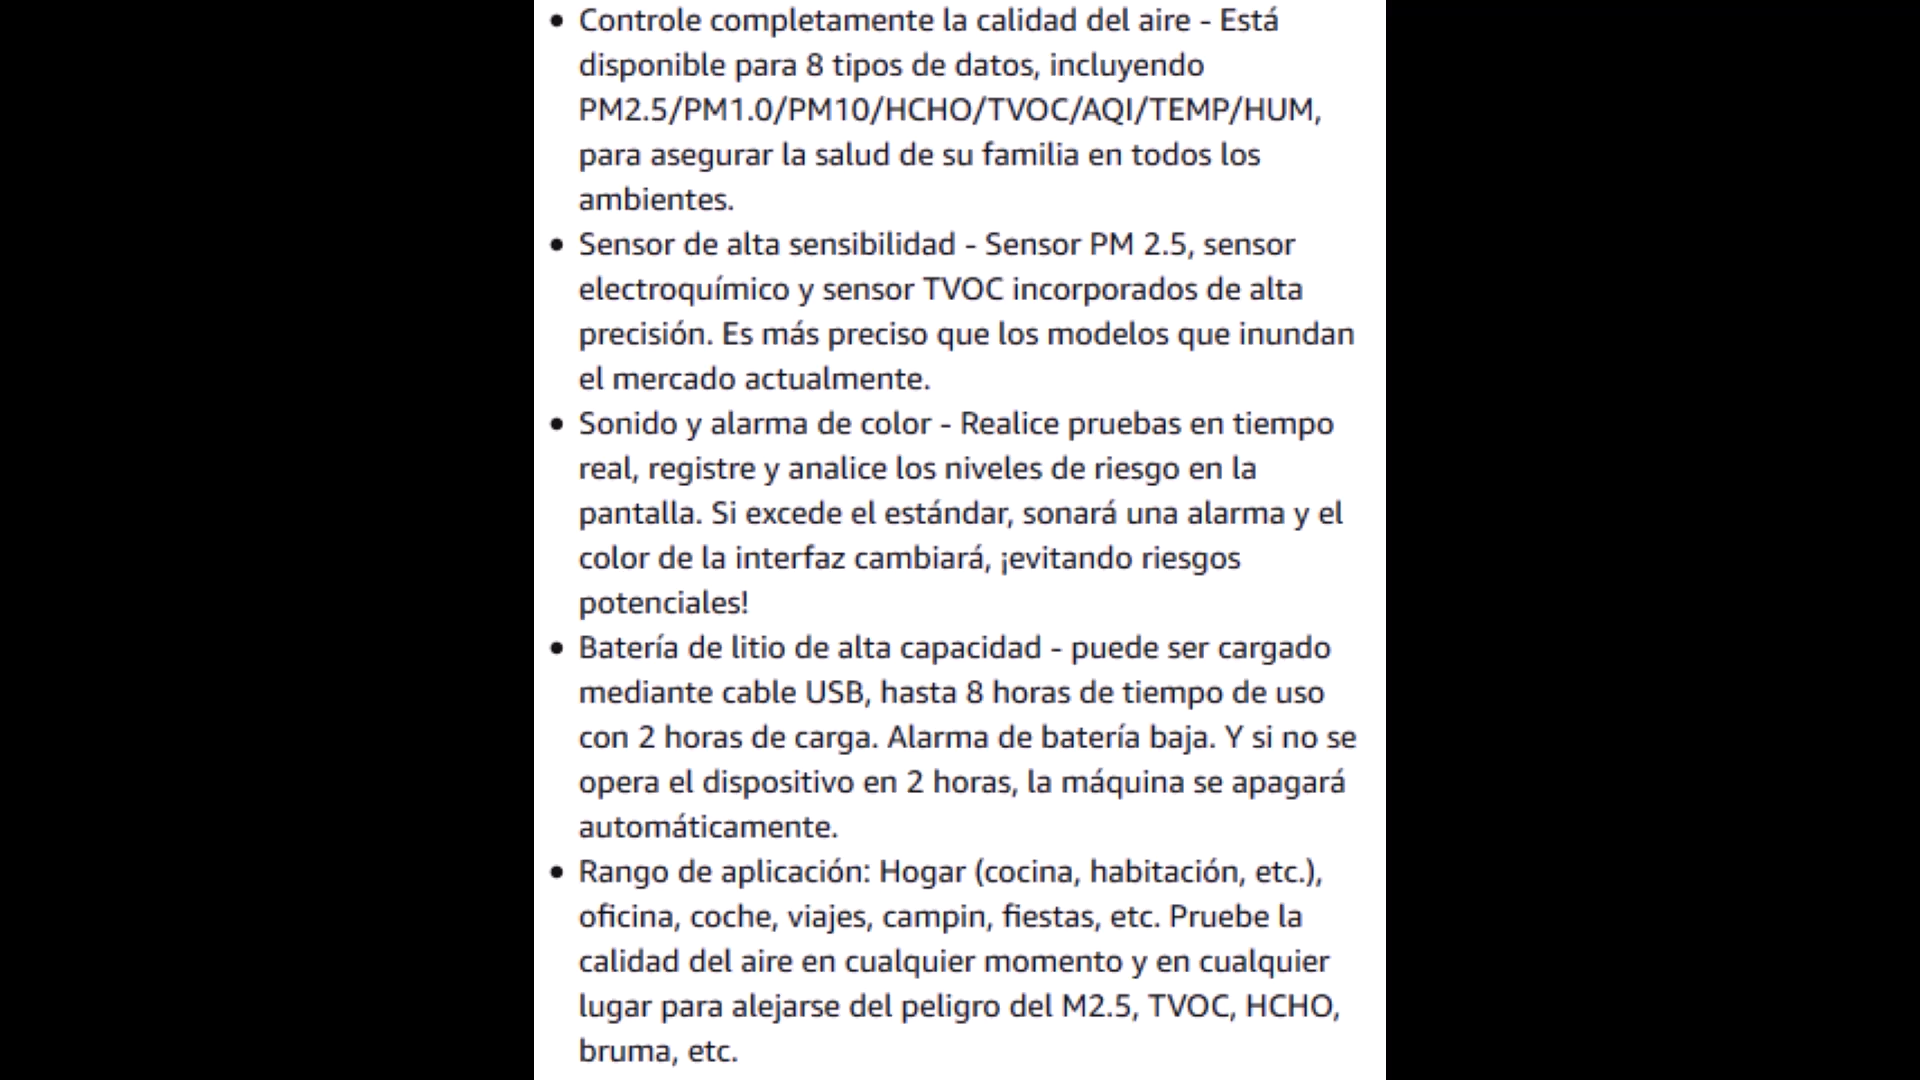 • Controle completamente la calidad del aire - Está
disponible para 8 tipos de datos, incluyendo
PM2.5/PM1.0/PM10/HCHO/TVOC/AQI/TEMP/HUM,
para asegurar la salud de su familia en todos los
ambientes.
• Sensor de alta sensibilidad - Sensor PM 2.5, sensor
electroquímico y sensor TVOC incorporados de alta
precisión. Es más preciso que los modelos que inundan
el mercado actualmente.
• Sonido y alarma de color - Realice pruebas en tiempo
real, registre y analice los niveles de riesgo en la
pantalla. Si excede el estándar, sonará una alarma y el
color de la interfaz cambiará, ¡evitando riesgos
potenciales!
• Batería de litio de alta capacidad - puede ser cargado
mediante cable USB, hasta 8 horas de tiempo de uso
con 2 horas de carga. Alarma de batería baja. Y si no se
opera el dispositivo en 2 horas, la máquina se apagará
automáticamente.
• Rango de aplicación: Hogar (cocina, habitación, etc.),
oficina, coche, viajes, campin, fiestas, etc. Pruebe la
calidad del aire en cualquier momento y en cualquier
lugar para alejarse del peligro del M2.5, TVOC, HCHO,
bruma, etc.